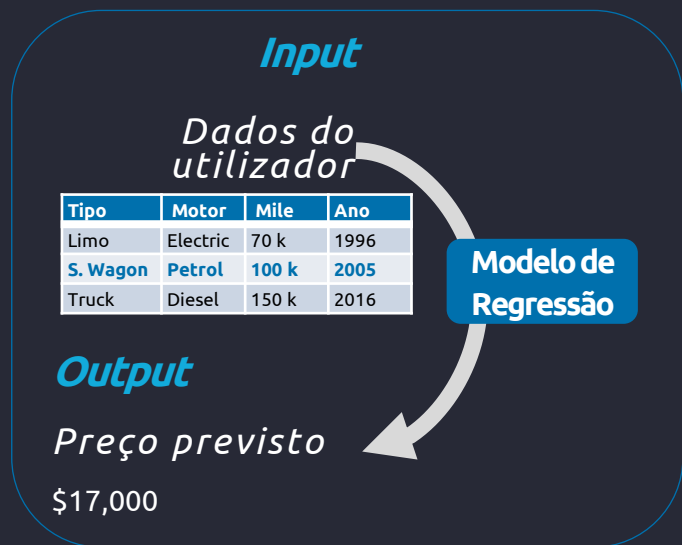 Input
Dados do
utilizador
Tipo Motor Mile Ano
Limo Electric 70 k 1996
S. Wagon Petrol 100 k 2005
Truck Diesel 150 k 2016
Modelo de
Regressão
Output
Preço previsto
$17,000